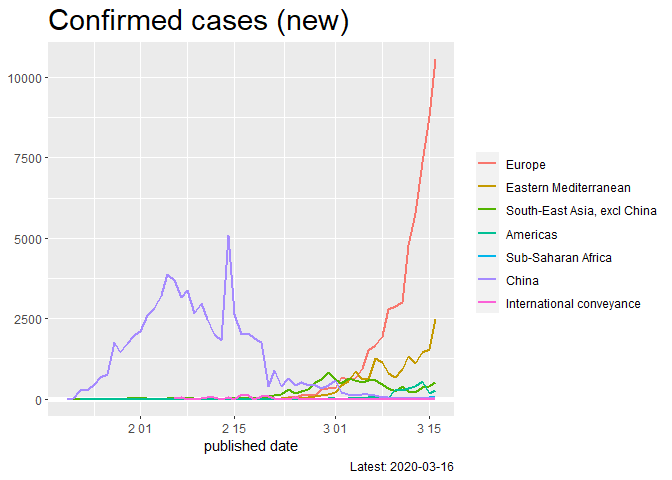 Confirmed cases (new)
10000
7500
5000
2500
0
2 01
2 15
3 01
3 15
published date
Europe
Eastern Mediterranean
South-East Asia, excl China
Americas
Sub-Saharan Africa
China
International conveyance
Latest: 2020-03-16